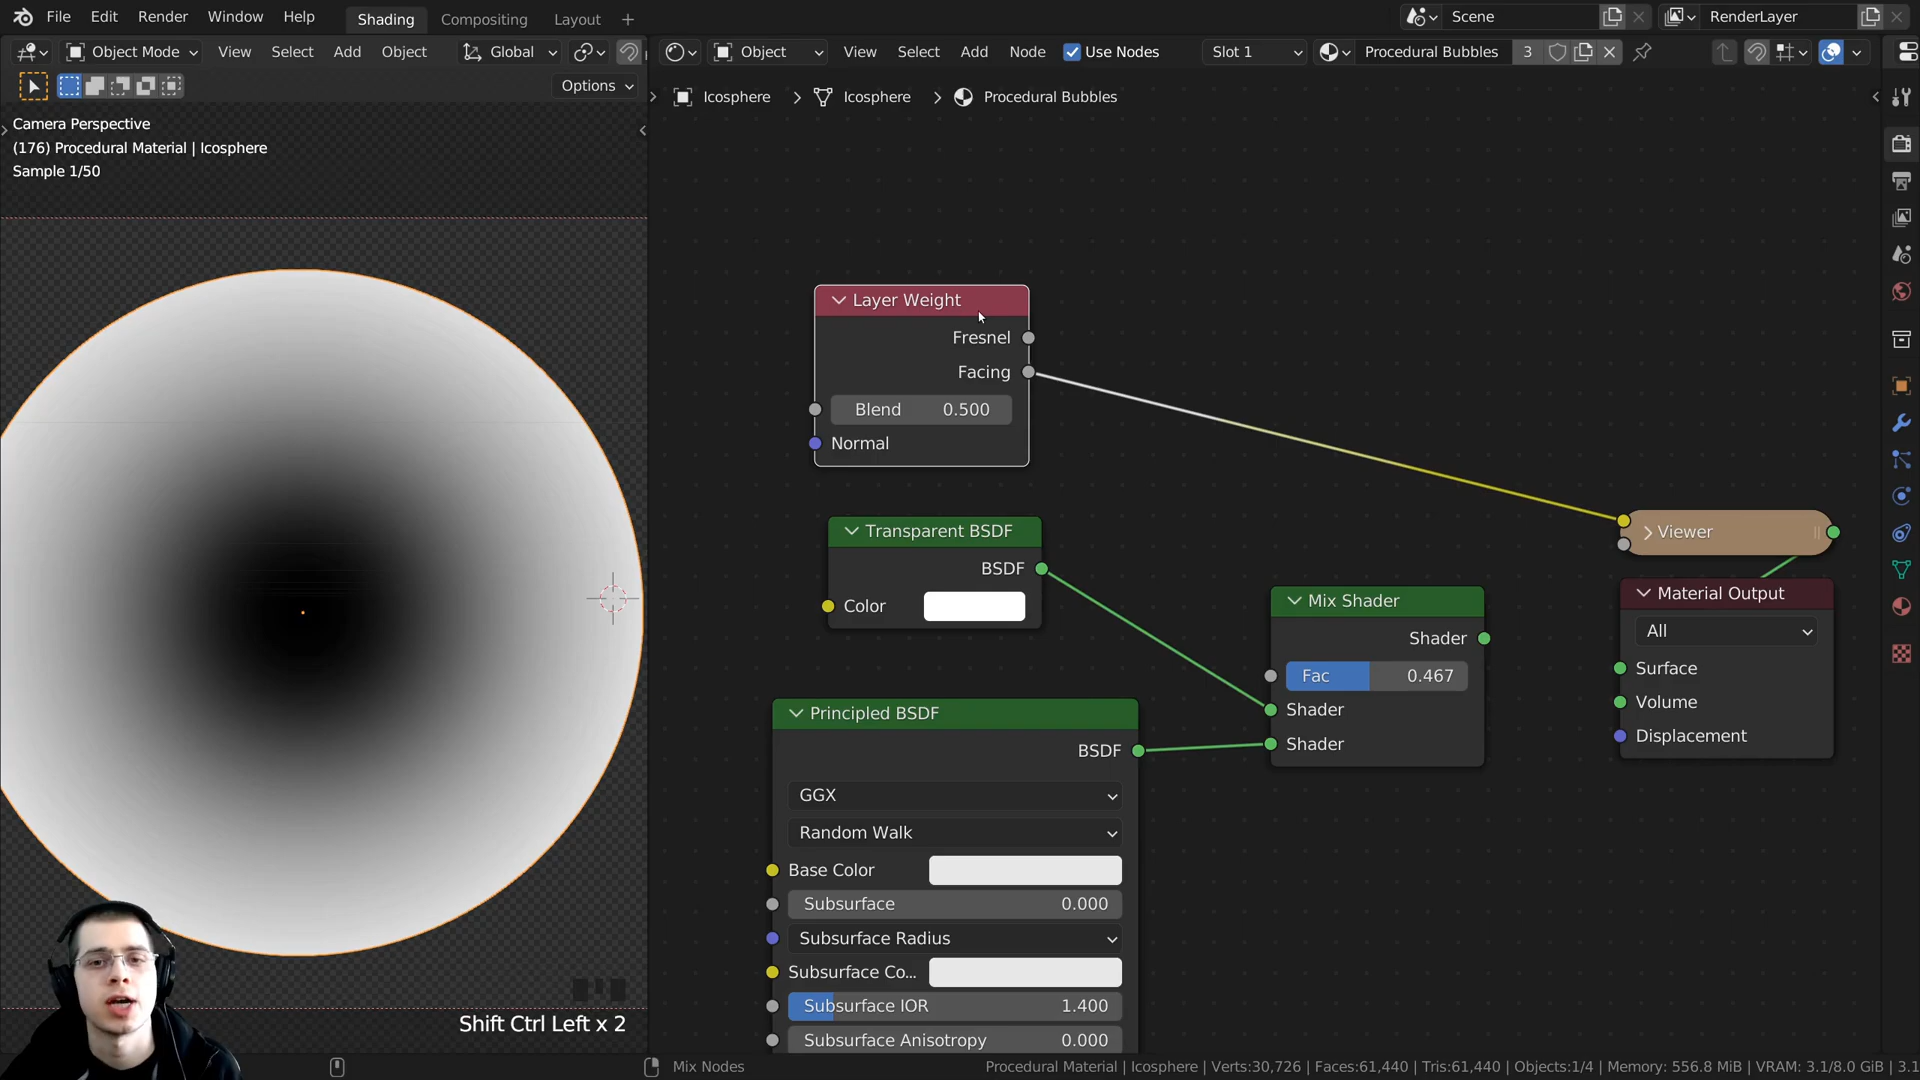 File Edit Render Window Help Shading Compositing Layout + Scene RenderLayer
Object Mode View Select Add Object Global Object View Select Add Node Use Nodes Slot 1 Procedural Bubbles 3
Options
Icosphere > Icosphere > Procedural Bubbles
Camera Perspective
(176) Procedural Material | Icosphere
Sample 1/50
Layer Weight
Fresnel
Facing
Blend 0.500
Normal
Transparent BSDF
BSDF
Color
Viewer
Mix Shader
Shader
Fac 0.467
Shader
Shader
Material Output
All
Surface
Volume
Displacement
Principled BSDF
BSDF
GGX
Random Walk
Base Color
Subsurface 0.000
Subsurface Radius
Subsurface Co...
Subsurface IOR 1.400
Subsurface Anisotropy 0.000
Shift Ctrl Left x 2
Mix Nodes
Procedural Material | Icosphere | Verts:30,726 | Faces:61,440 | Tris:61,440 | Objects:1/4 | Memory: 556.8 MiB | VRAM: 3.1/8.0 GiB | 3.1